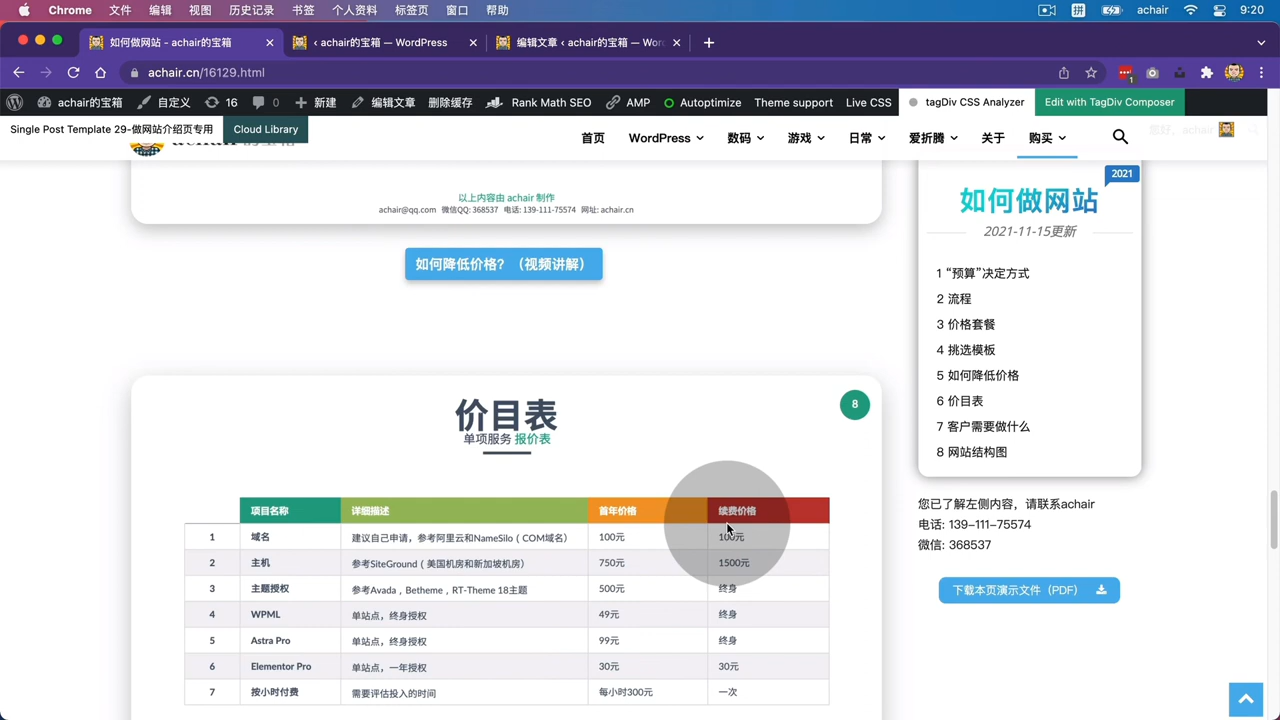 Chrome 文件 编辑 视图 历史记录 书签 个人资料 标签页 窗口 帮助 拼 achair 9:20
如何做网站 - achair的宝箱 ‹ achair的宝箱 — WordPress 编辑文章 ‹ achair的宝箱 — Wor
achair.cn/16129.html
achair的宝箱 自定义 16 0 新建 编辑文章 删除缓存 Rank Math SEO AMP Autoptimize Theme support Live CSS tagDiv CSS Analyzer Edit with TagDiv Composer
Single Post Template 29-做网站介绍页专用 Cloud Library
您好，achair
首页 WordPress 数码 游戏 日常 爱折腾 关于 购买
以上内容由 achair 制作
achair@qq.com 微信QQ: 368537 电话: 139-111-75574 网址: achair.cn
如何降低价格？（视频讲解）
价目表
8
单项服务 报价表
项目名称 详细描述 首年价格 续费价格
1 域名 建议自己申请，参考阿里云和NameSilo（COM域名） 100元 100元
2 主机 参考SiteGround（美国机房和新加坡机房） 750元 1500元
3 主题授权 参考Avada，Betheme，RT-Theme 18主题 500元 终身
4 WPML 单站点，终身授权 49元 终身
5 Astra Pro 单站点，终身授权 99元 终身
6 Elementor Pro 单站点，一年授权 30元 30元
7 按小时付费 需要评估投入的时间 每小时300元 一次
2021
如何做网站
2021-11-15更新
1 “预算”决定方式
2 流程
3 价格套餐
4 挑选模板
5 如何降低价格
6 价目表
7 客户需要做什么
8 网站结构图
您已了解左侧内容，请联系achair
电话: 139-111-75574
微信: 368537
下载本页演示文件（PDF）